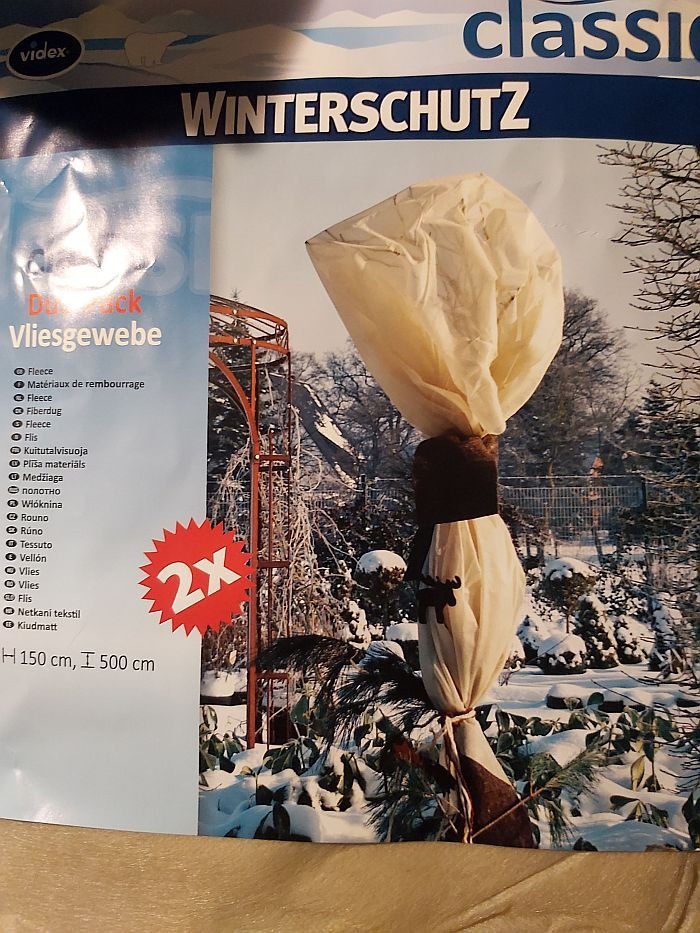 videx
classic
WINTERSCHUTZ
Vliesgewebe
Fleece
Matériaux de rembourrage
Fleece
Fiberdug
Fleece
Flis
Kuitutalvisuoja
Plīša materiāls
Medžiaga
полотно
Włóknina
Rouno
Rúno
Tessuto
Vellón
Vlies
Vlies
Flis
Netkani tekstil
Kiudmatt
2x
150 cm, 500 cm